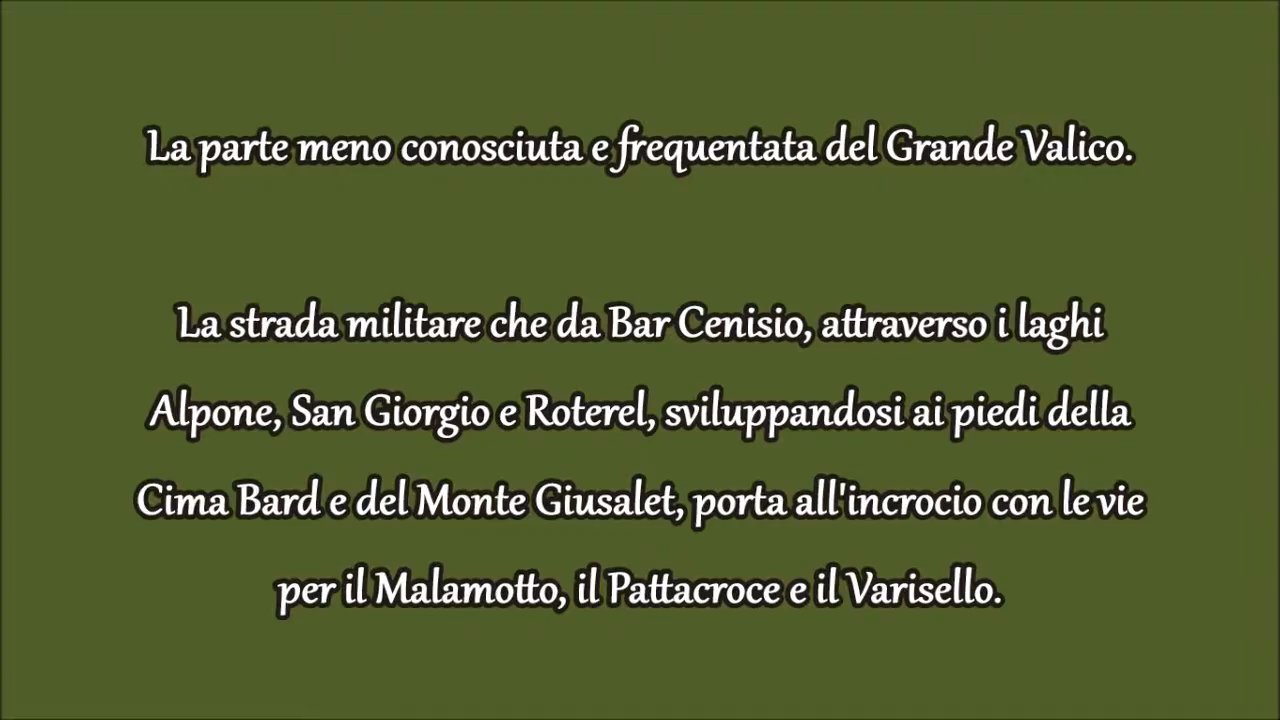 La parte meno conosciuta e frequentata del Grande Valico.
La strada militare che da Bar Cenisio, attraverso i laghi
Alpone, San Giorgio e Roterel, sviluppandosi ai piedi della
Cima Bard e del Monte Giusalet, porta all'incrocio con le vie
per il Malamotto, il Pattacroce e il Varisello.